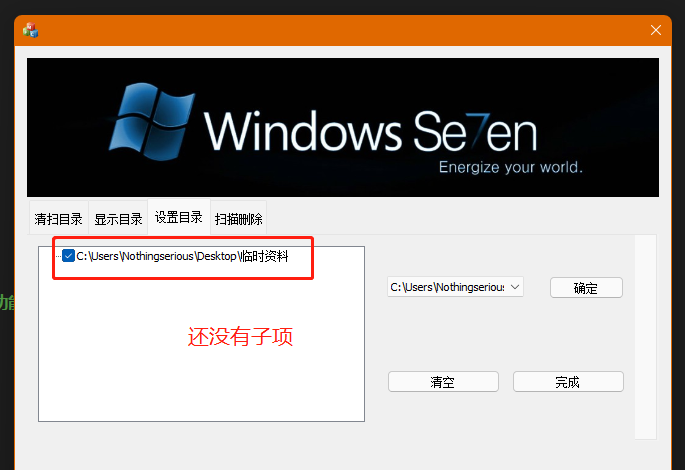 Windows Se7en
Energize your world.
清扫目录 显示目录 设置目录 扫描删除
C:\Users\Nothingserious\Desktop\临时资料
C:\Users\Nothingseriou
确定
还没有子项
清空 完成
功能